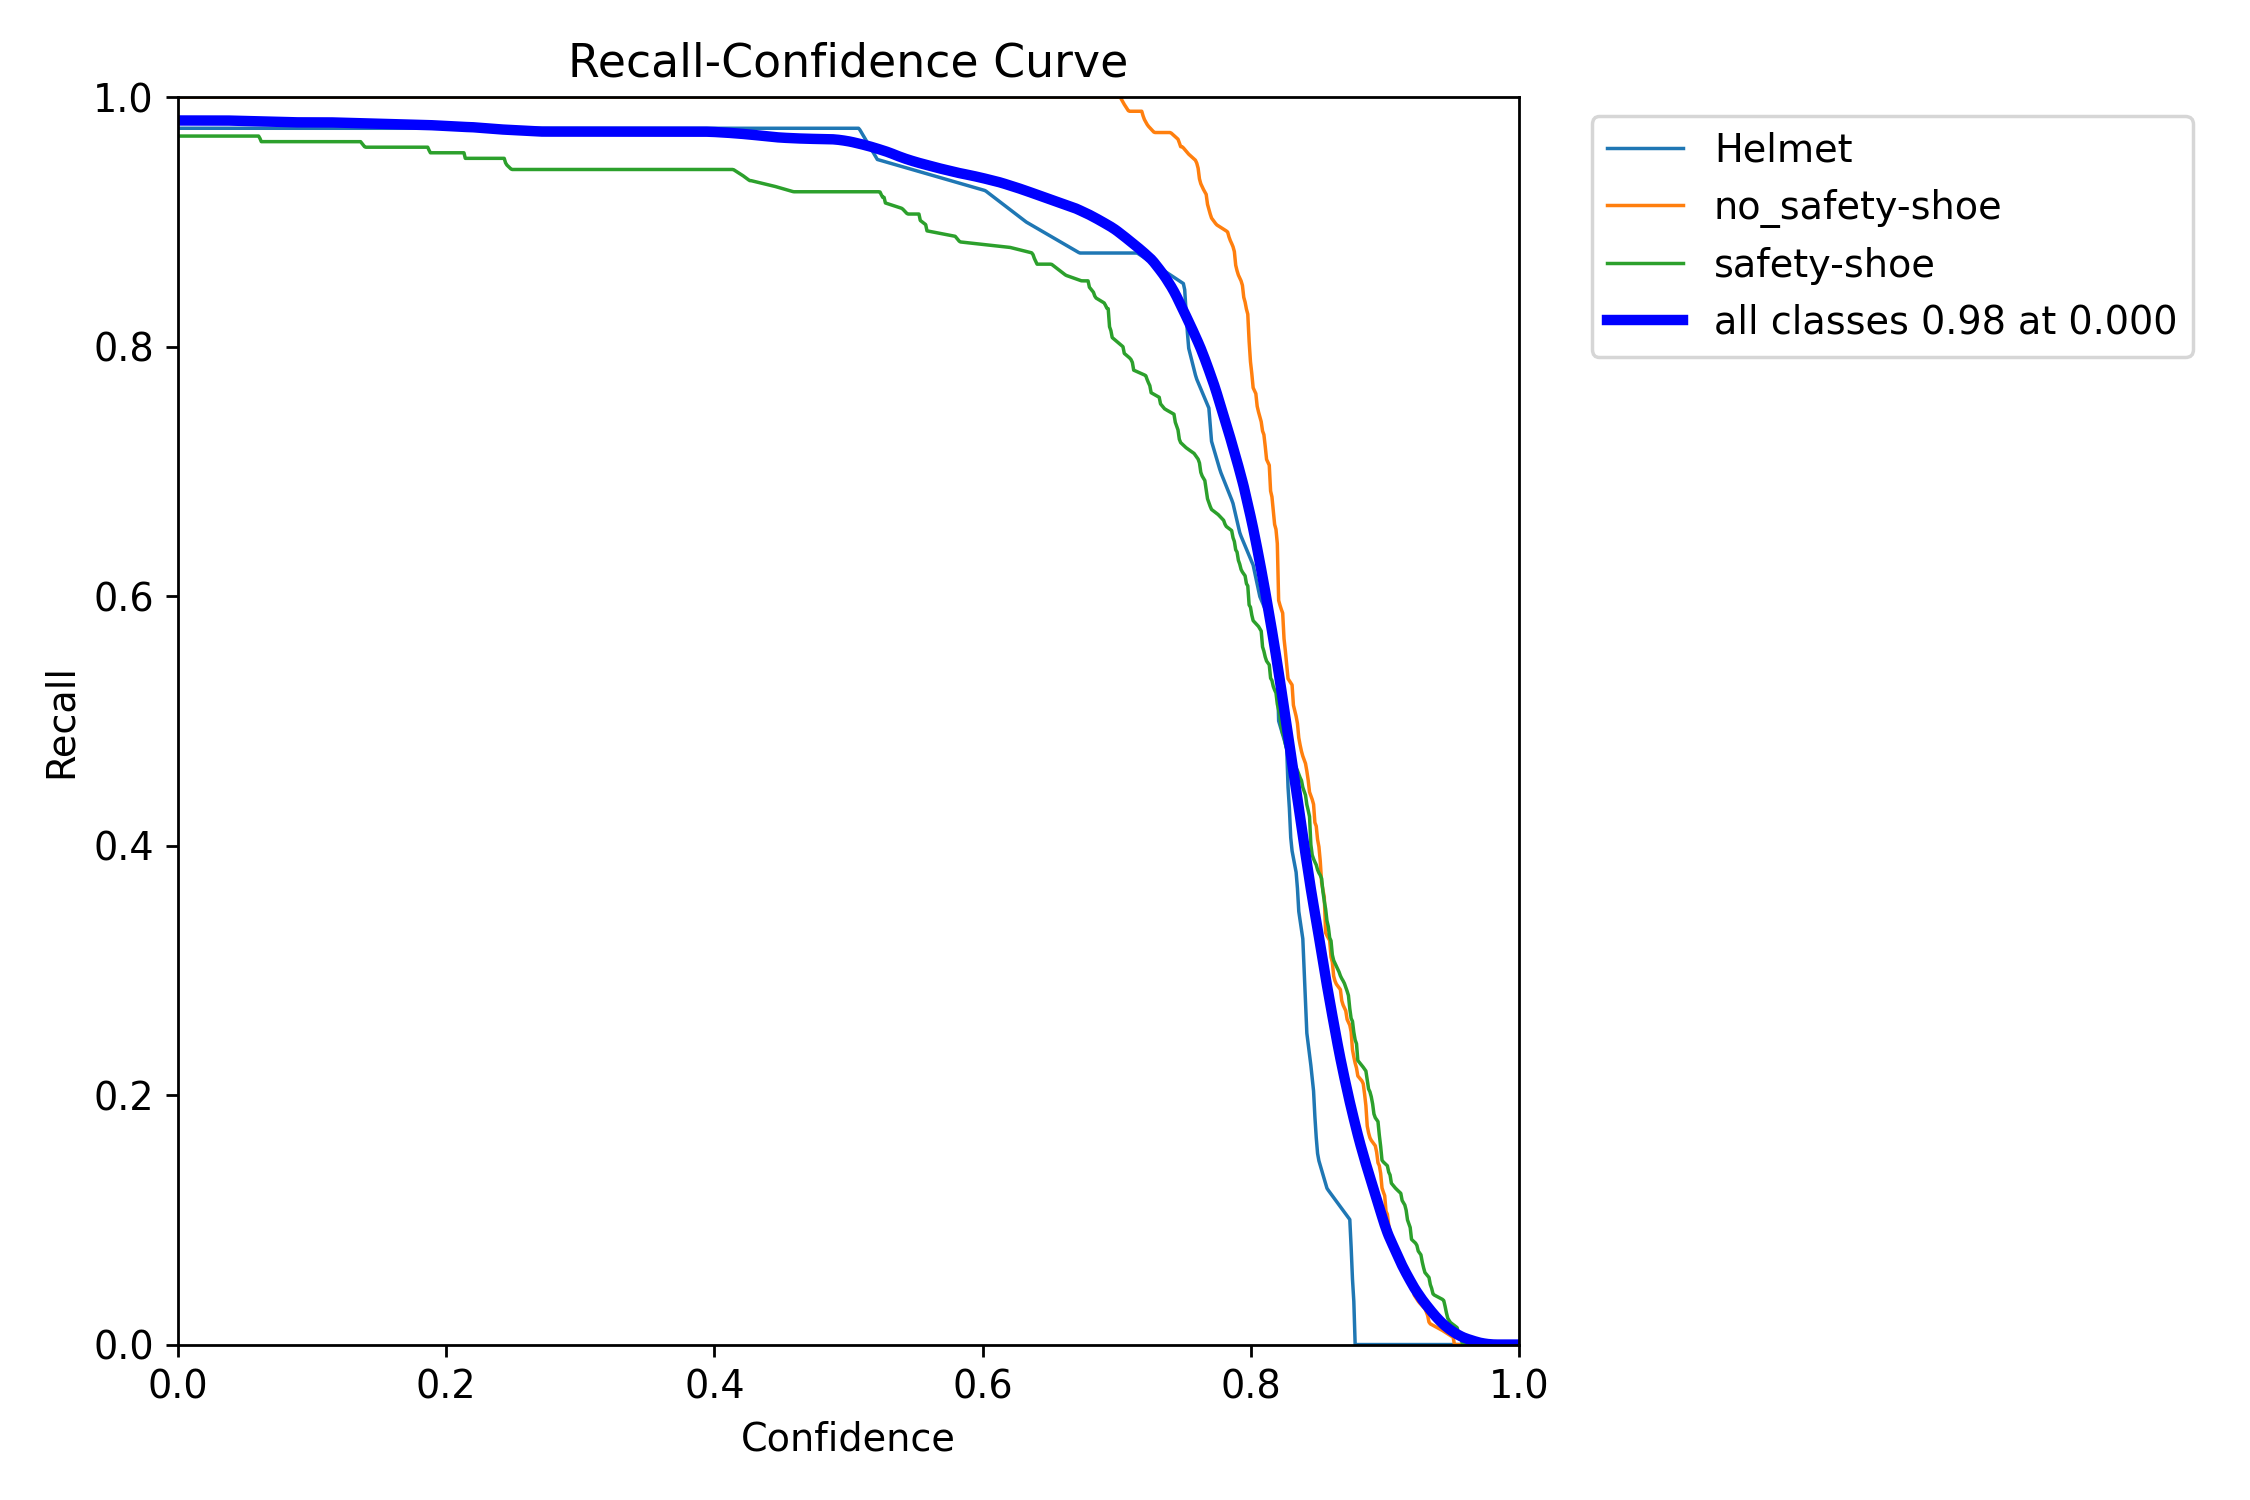 Recall-Confidence Curve
1.0
0.8
0.6
0.4
0.2
0.0
Recall
0.0 0.2 0.4 0.6 0.8 1.0
Confidence
Helmet
no_safety-shoe
safety-shoe
all classes 0.98 at 0.000